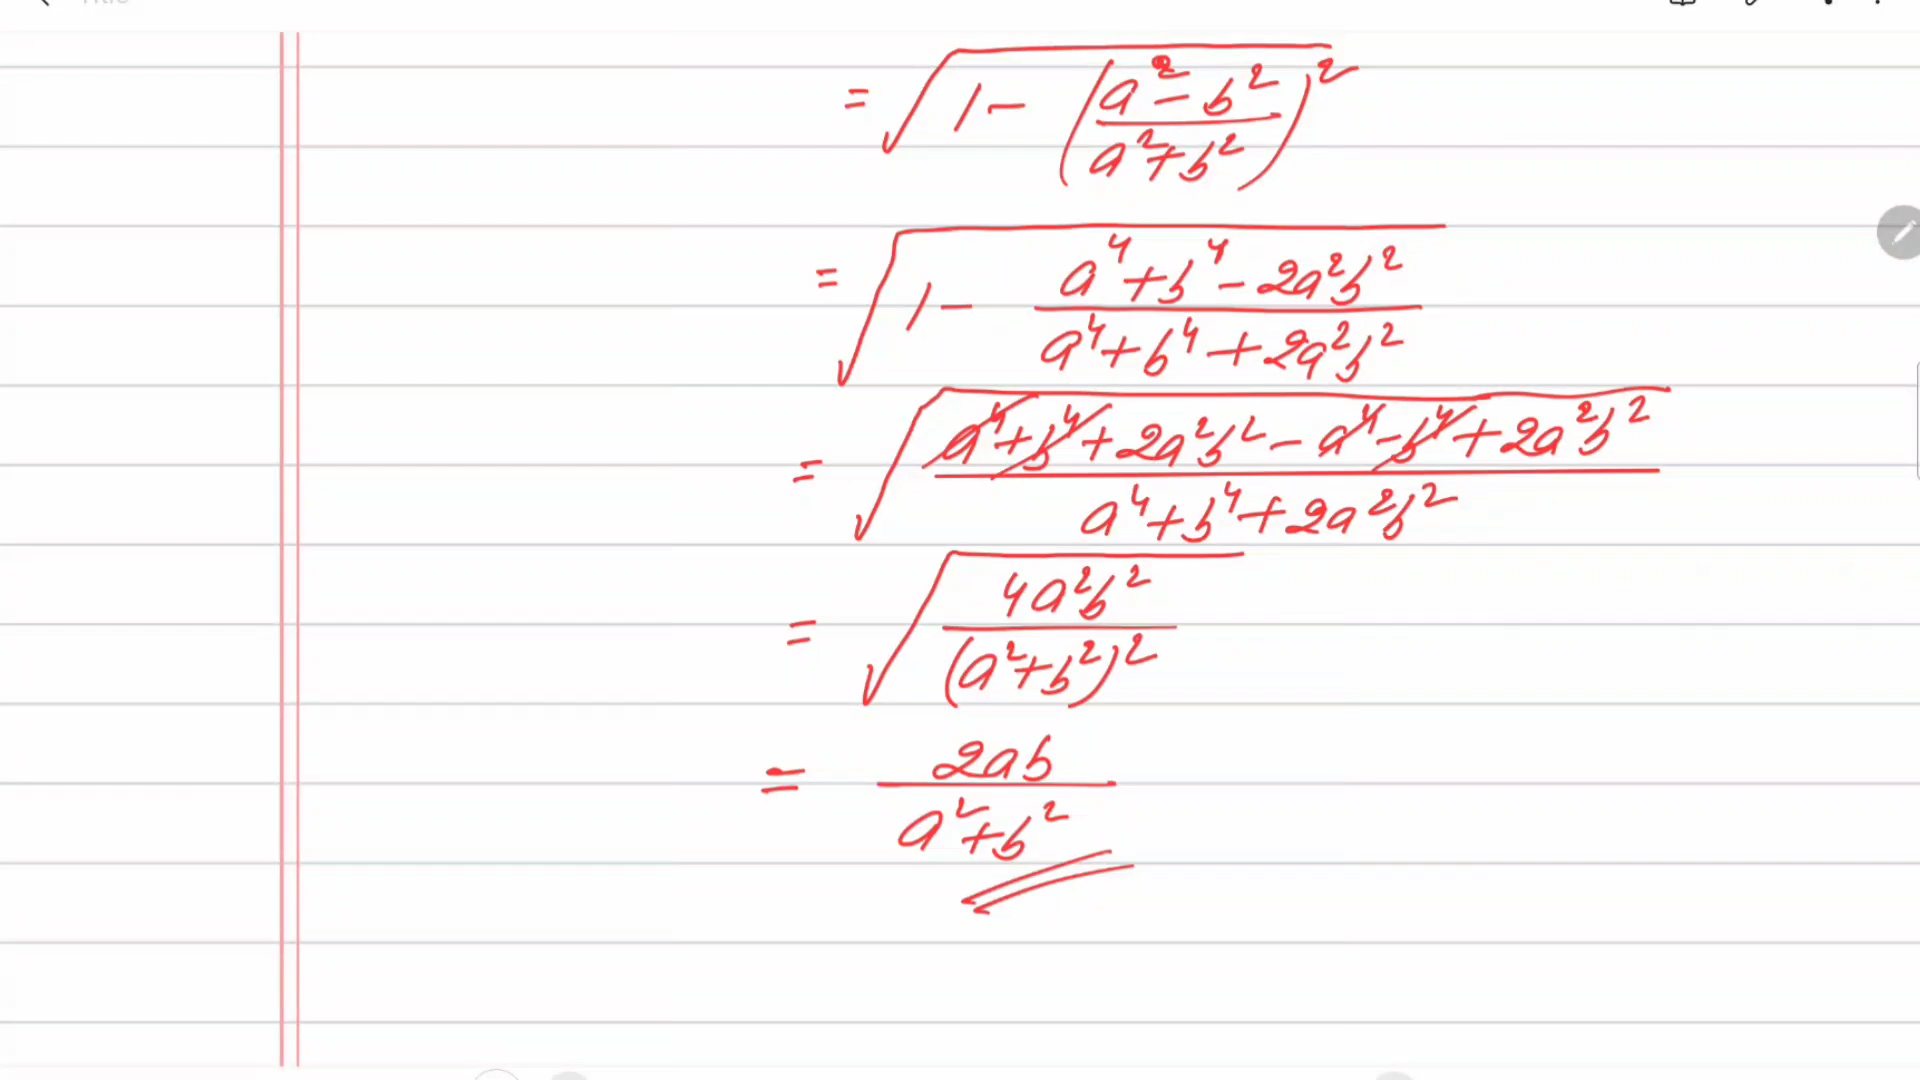 = √(1 - ((a² - b²)/(a² + b²))²)
= √(1 - (a⁴ + b⁴ - 2a²b²)/(a⁴ + b⁴ + 2a²b²))
= √((a⁴ + b⁴ + 2a²b² - a⁴ - b⁴ + 2a²b²)/(a⁴ + b⁴ + 2a²b²))
= √(4a²b²/(a² + b²)²)
= 2ab/(a² + b²)